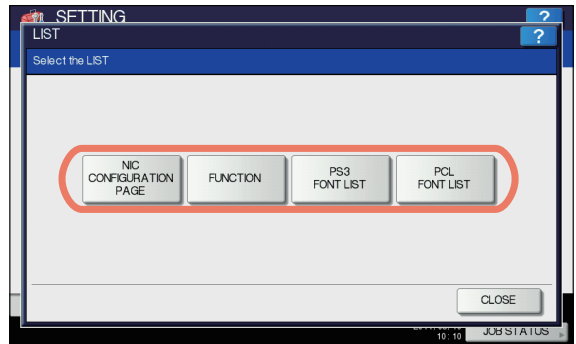 SETTING
?
LIST
?
Select the LIST
NIC
CONFIGURATION
PAGE
FUNCTION
PS3
FONT LIST
PCL
FONT LIST
CLOSE
10:10
JOB STATUS